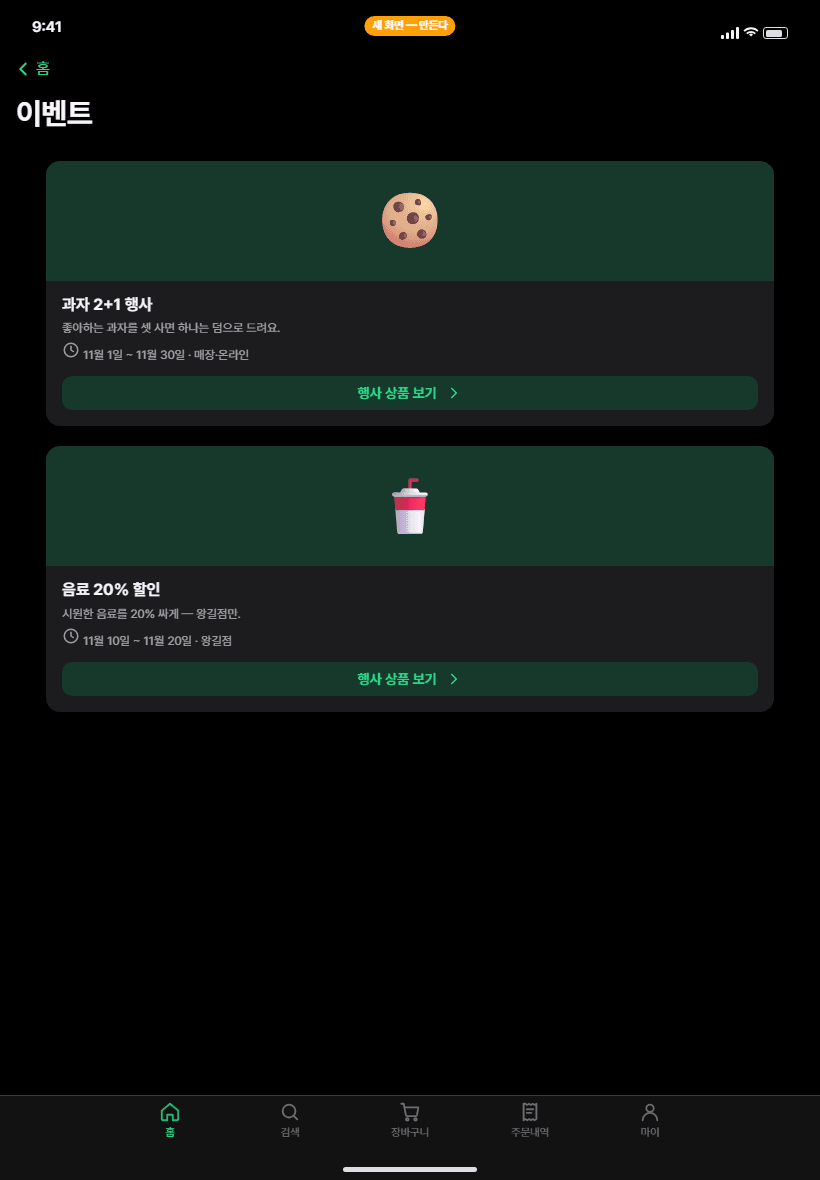 9:41
새 화면 — 만든다
홈
이벤트
과자 2+1 행사
좋아하는 과자를 셋 사면 하나는 덤으로 드려요.
11월 1일 ~ 11월 30일 · 매장·온라인
행사 상품 보기
음료 20% 할인
시원한 음료를 20% 싸게 — 왕길점만.
11월 10일 ~ 11월 20일 · 왕길점
행사 상품 보기
홈
검색
장바구니
주문내역
마이